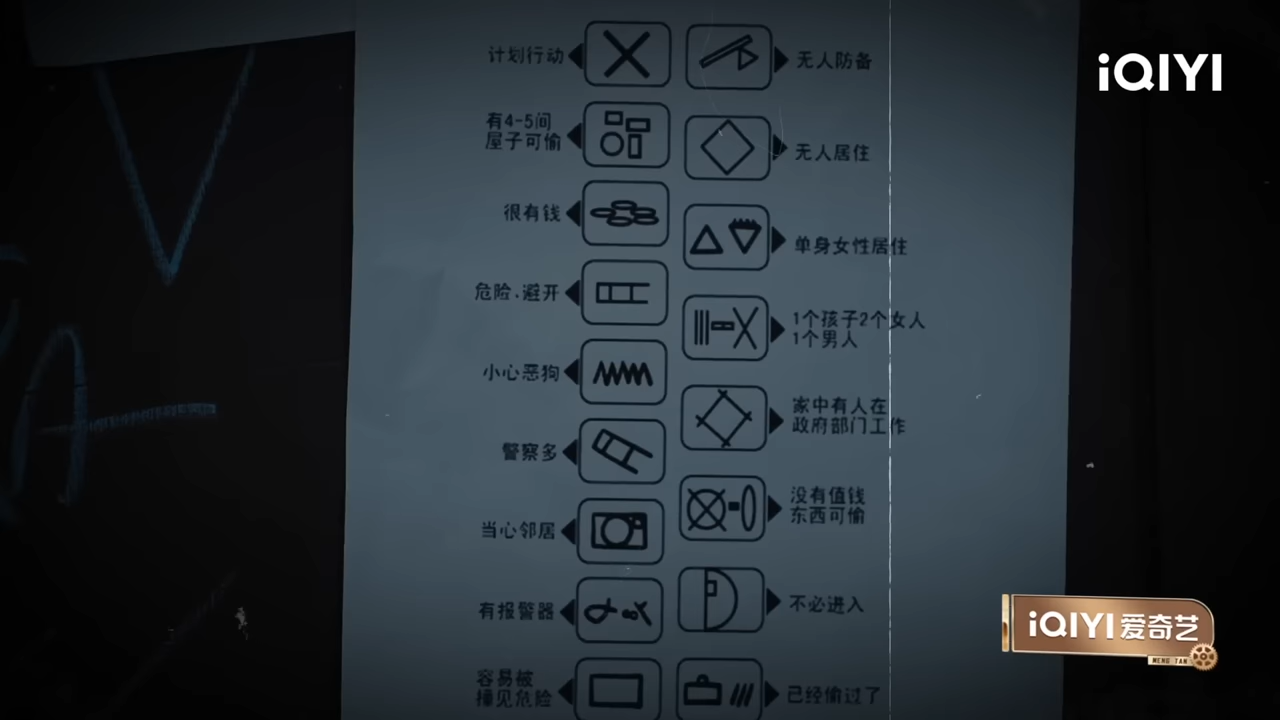 iQIYI
计划行动
无人防备
有4-5间
屋子可偷
无人居住
很有钱
单身女性居住
危险.避开
1个孩子2个女人
1个男人
小心恶狗
家中有人在
政府部门工作
警察多
没有值钱
东西可偷
当心邻居
不必进入
有报警器
容易被
撞见危险
已经偷过了
iQIYI 爱奇艺
MENG TAN